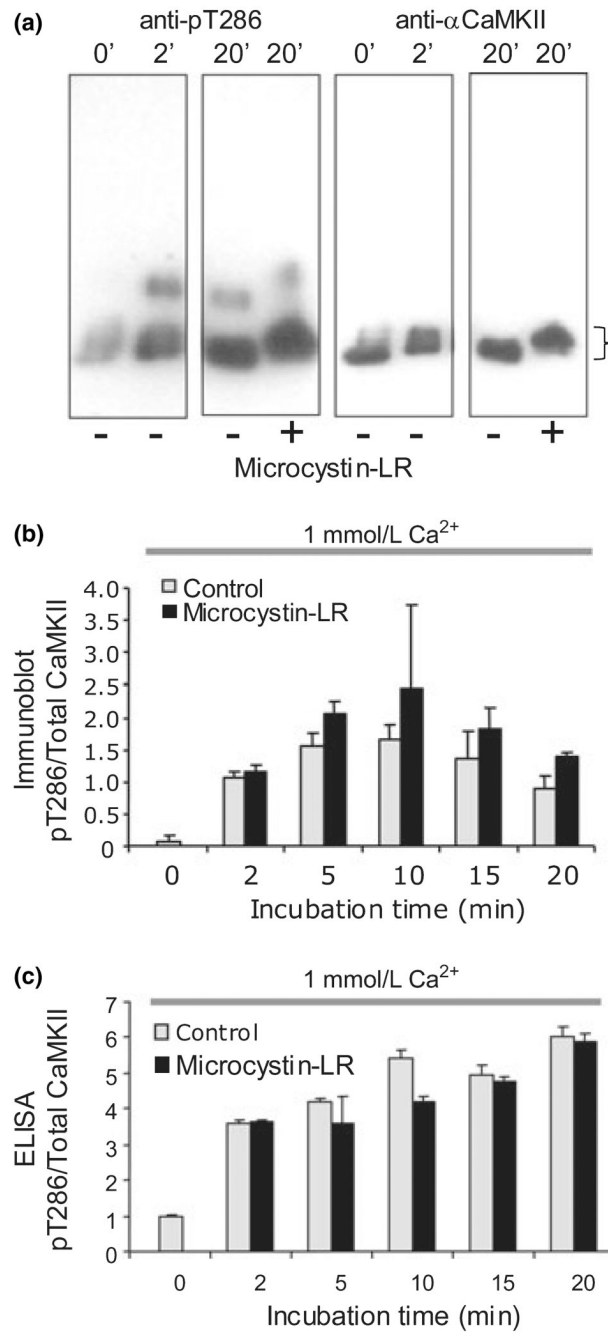 (a)
anti-pT286 anti-αCaMKII
0’ 2’ 20’ 20’ 0’ 2’ 20’ 20’
- - - + - - - +
Microcystin-LR
(b)
1 mmol/L Ca²⁺
Control
Microcystin-LR
Immunoblot
pT286/Total CaMKII
4.0
3.5
3.0
2.5
2.0
1.5
1.0
0.5
0
0 2 5 10 15 20
Incubation time (min)
(c)
1 mmol/L Ca²⁺
Control
Microcystin-LR
ELISA
pT286/Total CaMKII
7
6
5
4
3
2
1
0
0 2 5 10 15 20
Incubation time (min)